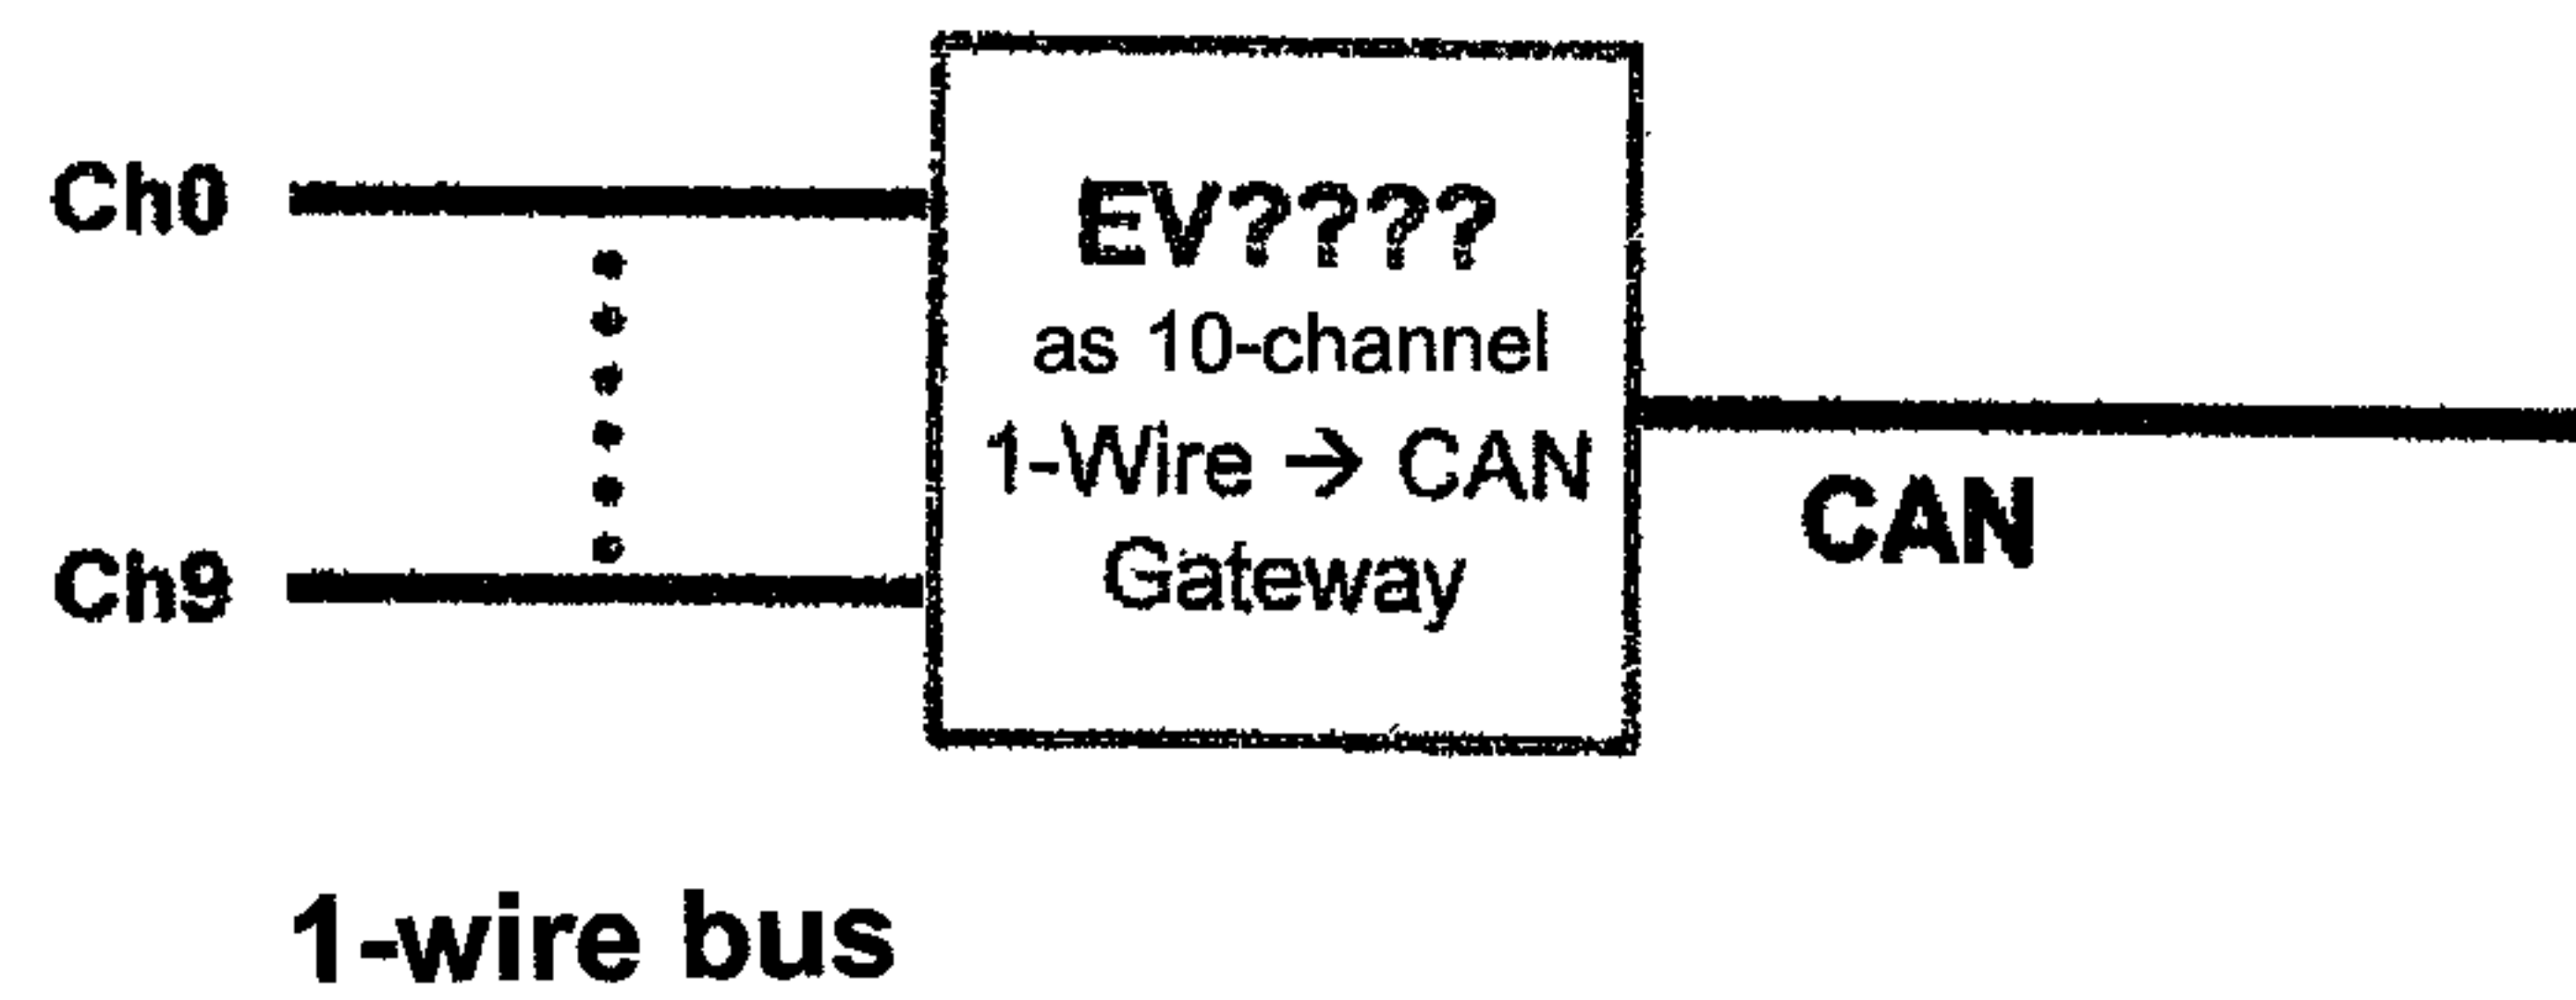 Ch0
EV????
as 10-channel
1-Wire → CAN
Gateway
CAN
Ch9
1-wire bus